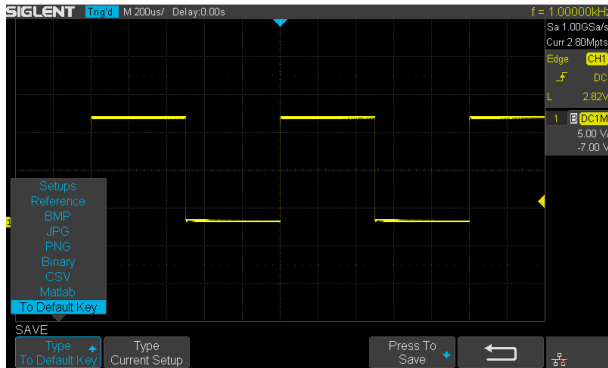 SIGLENT Trig'd M 200us/ Delay:0.00s f = 1.00000kHz
Sa 1.00GSa/s
Curr 2.80Mpts
Edge CH1
DC
L 2.82V
1 B DC1M
5.00 V/
-7.00 V
1
Setups
Reference
BMP
JPG
PNG
Binary
CSV
Matlab
To Default Key
SAVE
Type
To Default Key
Type
Current Setup
Press To
Save